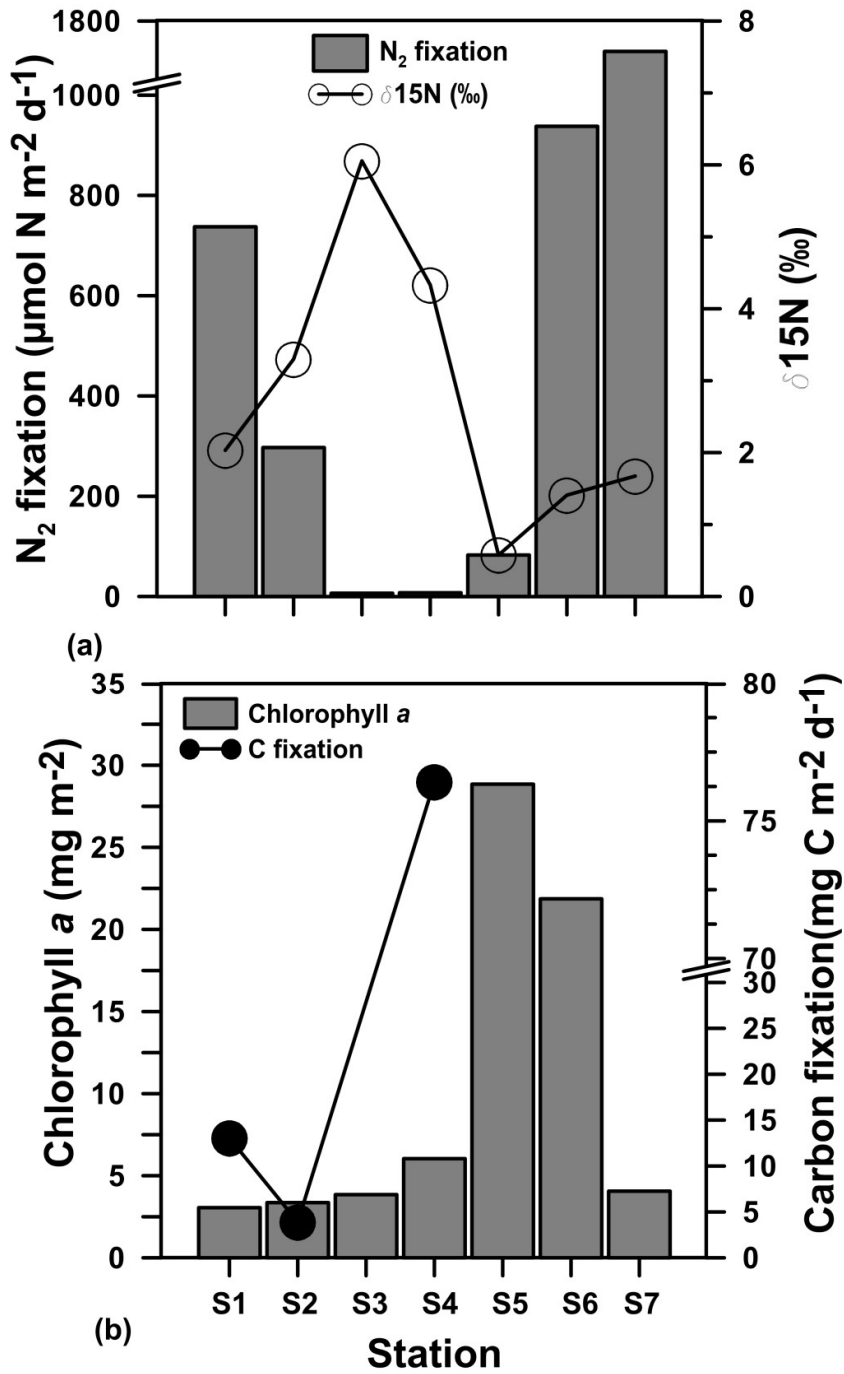 N₂ fixation
δ15N (‰)
N₂ fixation (µmol N m⁻² d⁻¹)
1800
1000
800
600
400
200
0
8
6
4
2
0
δ15N (‰)
(a)
Chlorophyll a
C fixation
Chlorophyll a (mg m⁻²)
35
30
25
20
15
10
5
0
80
75
70
30
25
20
15
10
5
0
Carbon fixation(mg C m⁻² d⁻¹)
S1 S2 S3 S4 S5 S6 S7
(b)
Station